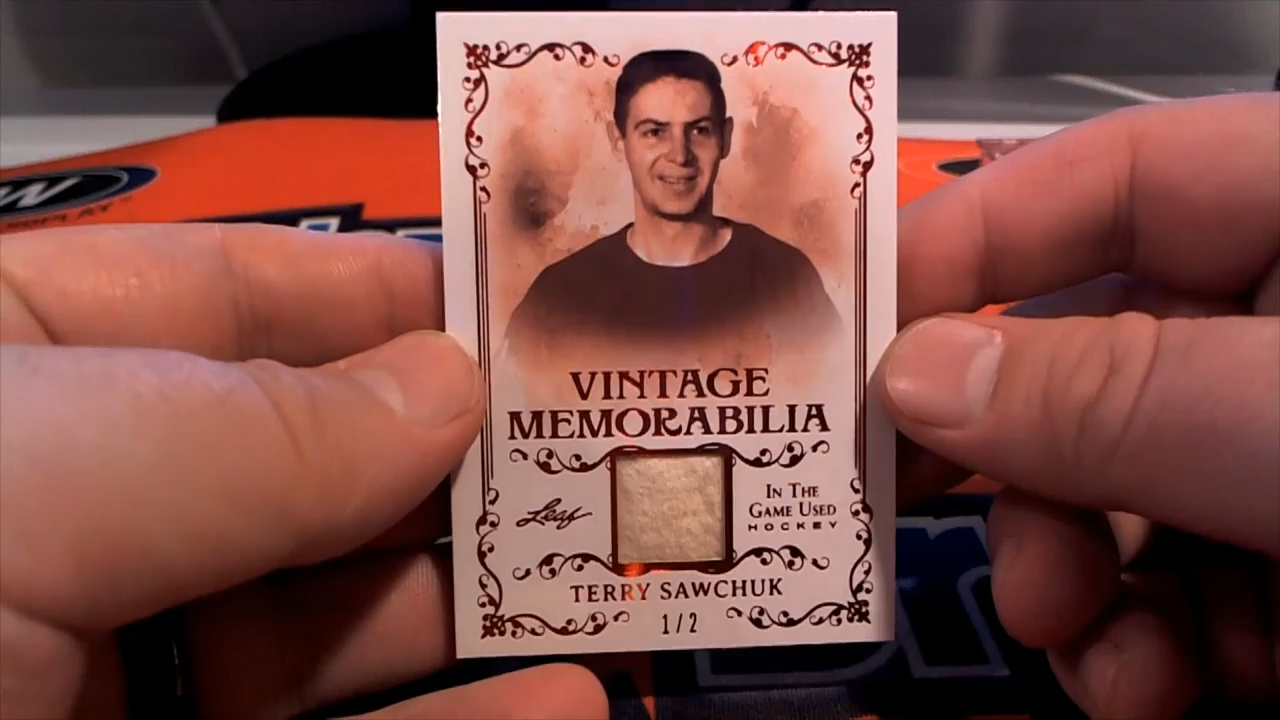 VINTAGE
MEMORABILIA
Leaf
IN THE
GAME USED
HOCKEY
TERRY SAWCHUK
1/2